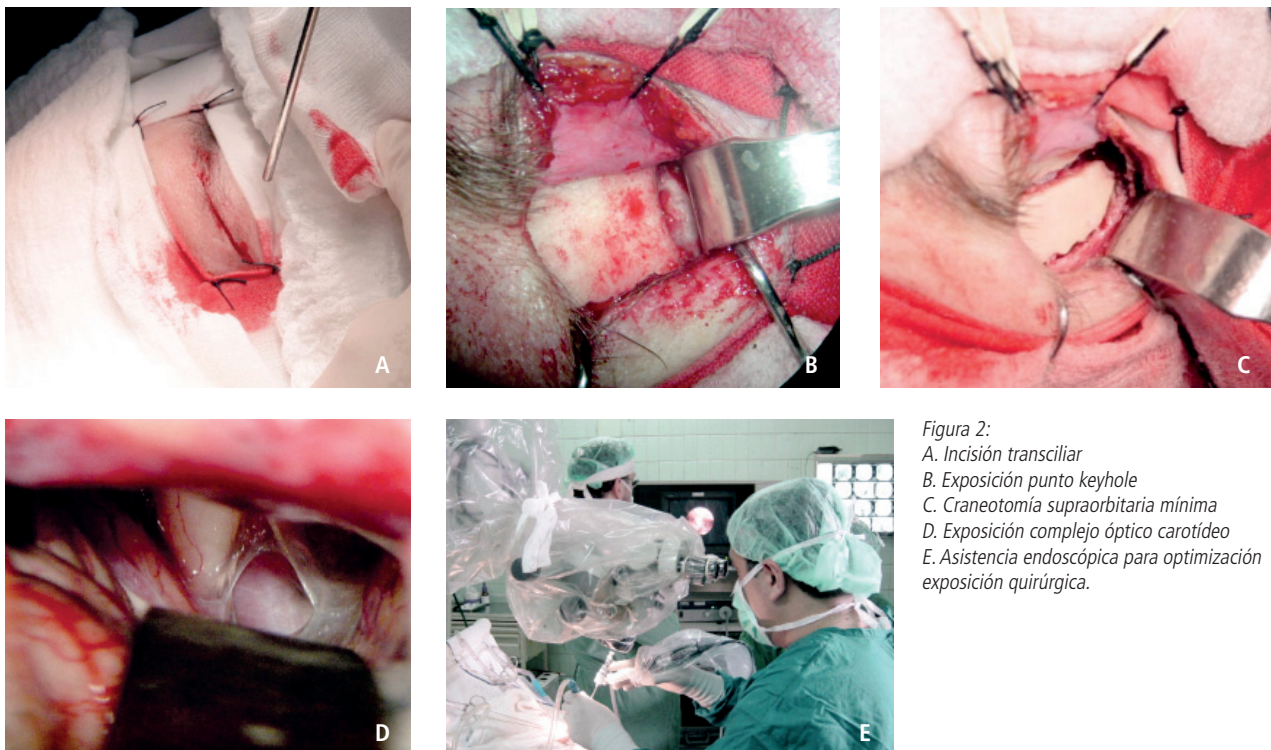 A
B
C
D
E
Figura 2:
A. Incisión transciliar
B. Exposición punto keyhole
C. Craneotomía supraorbitaria mínima
D. Exposición complejo óptico carotídeo
E. Asistencia endoscópica para optimización
exposición quirúrgica.